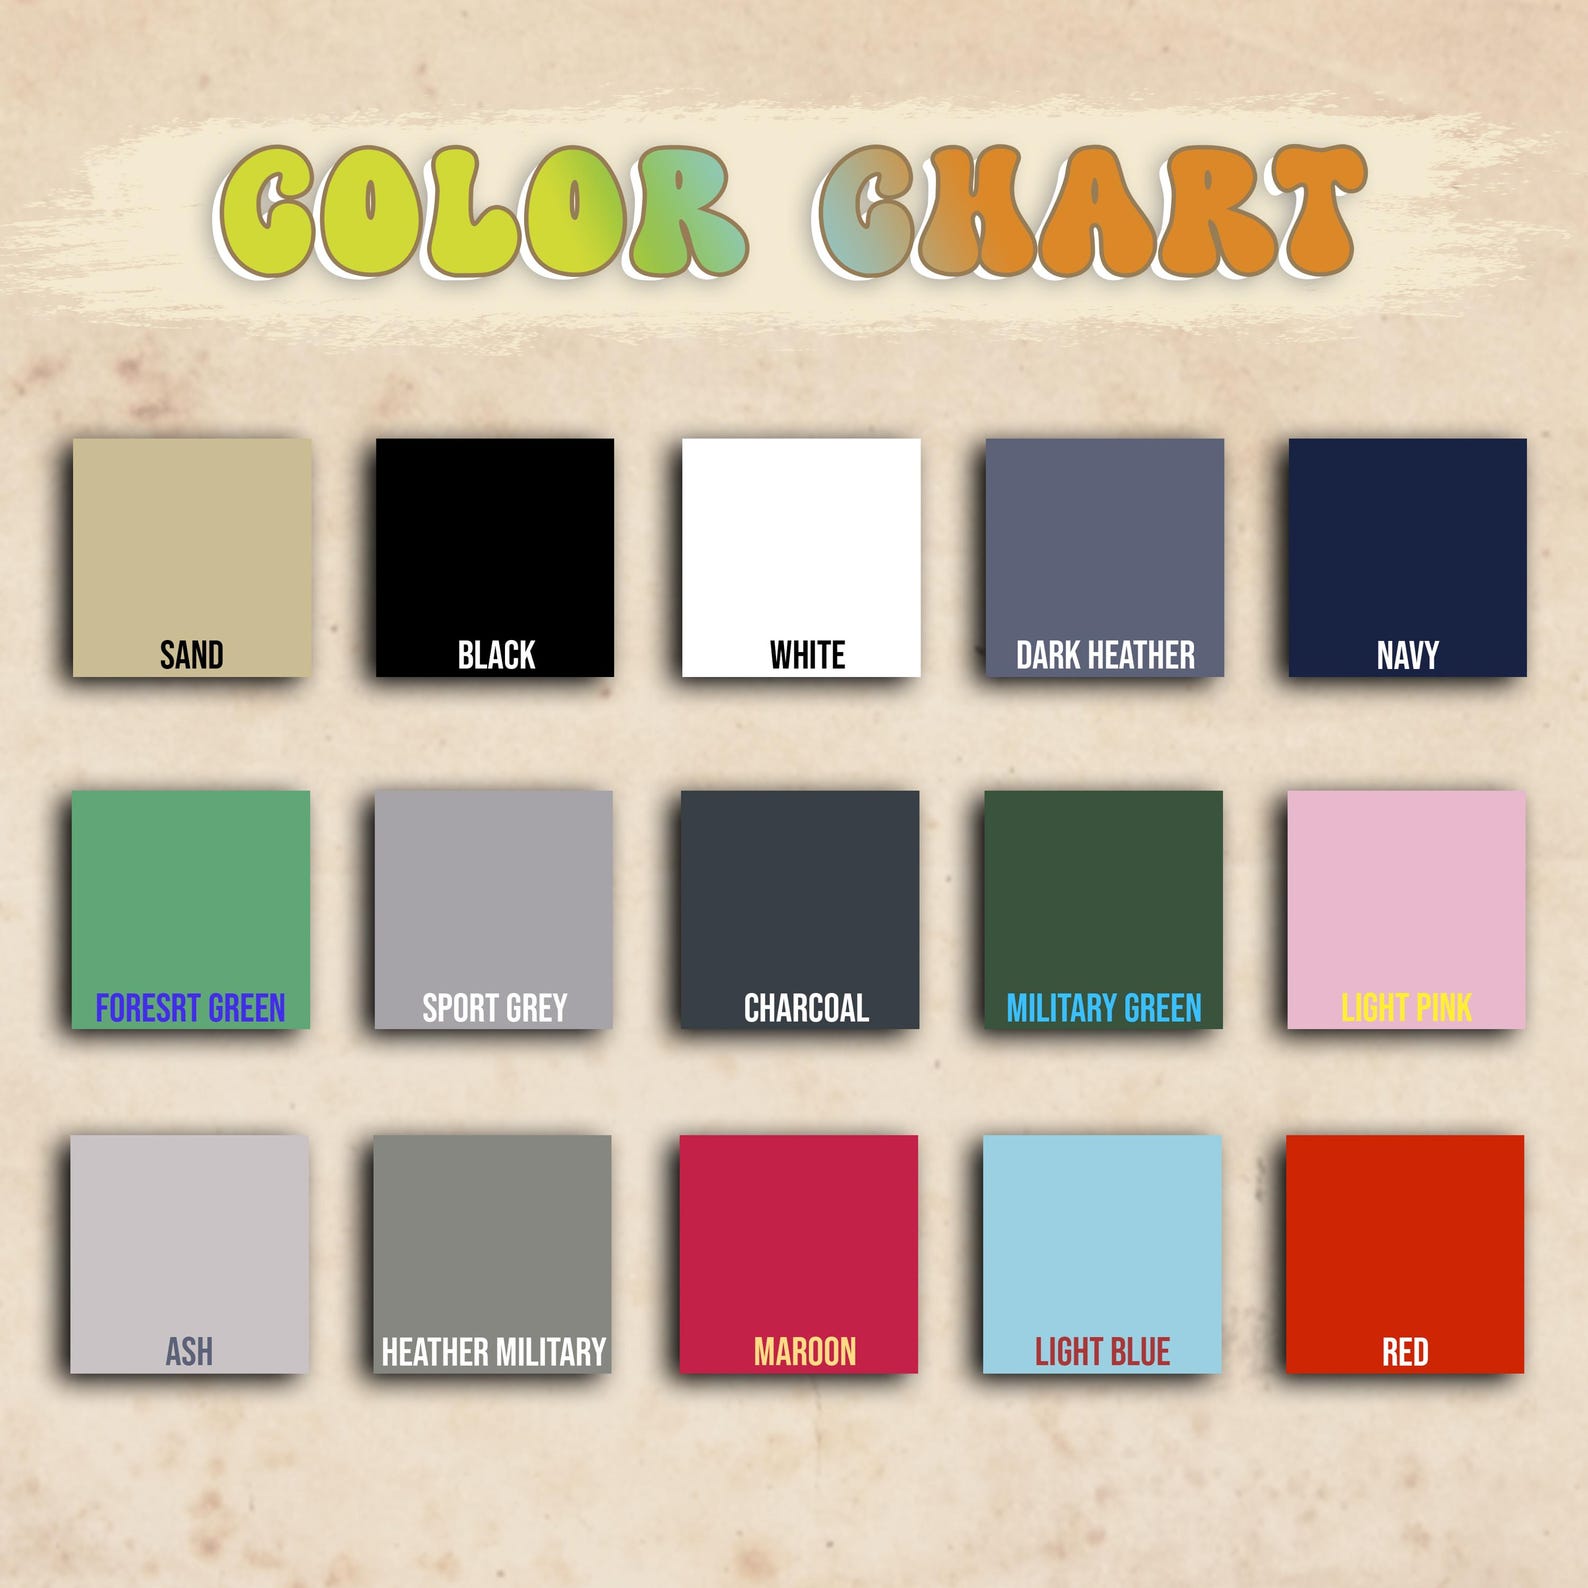 COLOR CHART
SAND
BLACK
WHITE
DARK HEATHER
NAVY
FORESRT GREEN
SPORT GREY
CHARCOAL
MILITARY GREEN
LIGHT PINK
ASH
HEATHER MILITARY
MAROON
LIGHT BLUE
RED